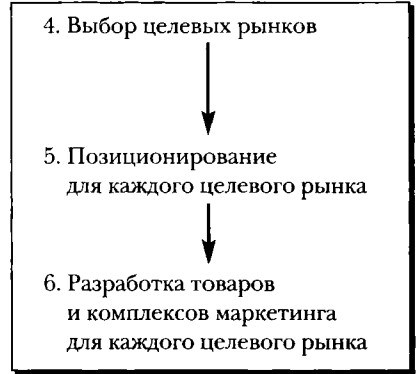 4. Выбор целевых рынков
5. Позиционирование
для каждого целевого рынка
6. Разработка товаров
и комплексов маркетинга
для каждого целевого рынка